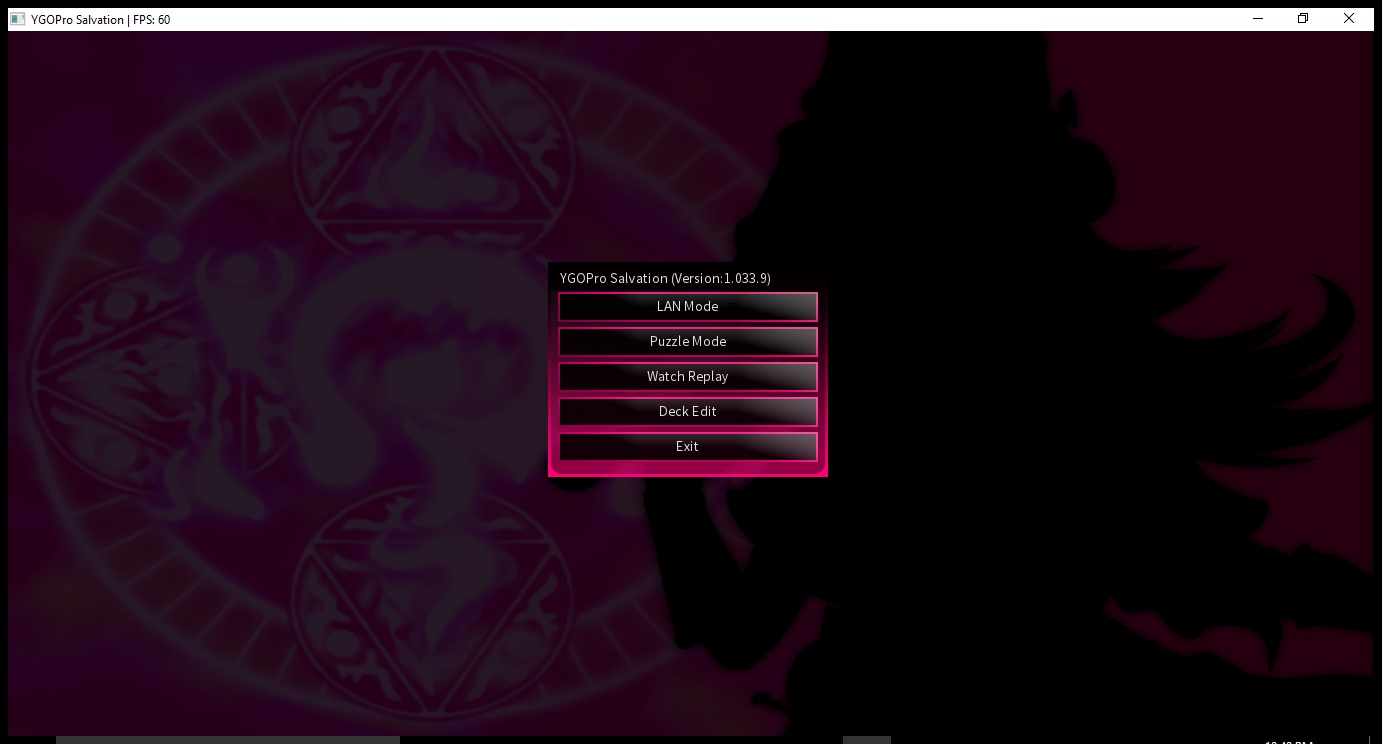 YGOPro Salvation | FPS: 60
YGOPro Salvation (Version:1.033.9)
LAN Mode
Puzzle Mode
Watch Replay
Deck Edit
Exit